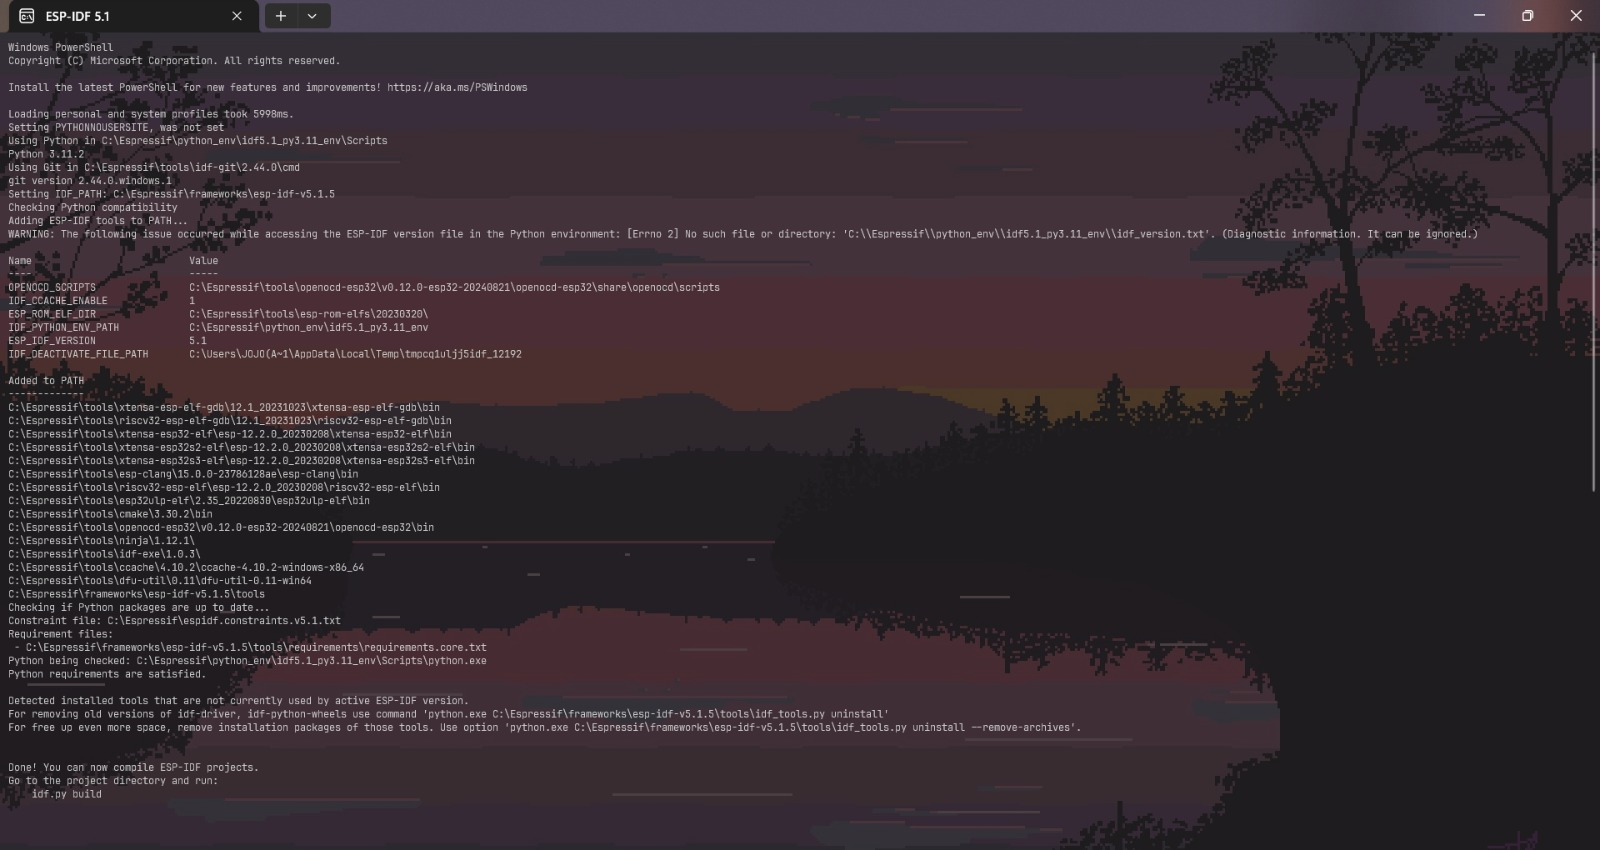 ESP-IDF 5.1
Windows PowerShell
Copyright (C) Microsoft Corporation. All rights reserved.
Install the latest PowerShell for new features and improvements! https://aka.ms/PSWindows
Loading personal and system profiles took 5998ms.
Setting PYTHONNOUSERSITE, was not set
Using Python in C:\Espressif\python_env\idf5.1_py3.11_env\Scripts
Python 3.11.2
Using Git in C:\Espressif\tools\idf-git\2.44.0\cmd
git version 2.44.0.windows.1
Setting IDF_PATH: C:\Espressif\frameworks\esp-idf-v5.1.5
Checking Python compatibility
Adding ESP-IDF tools to PATH...
WARNING: The following issue occurred while accessing the ESP-IDF version file in the Python environment: [Errno 2] No such file or directory: 'C:\\Espressif\\python_env\\idf5.1_py3.11_env\\idf_version.txt'. (Diagnostic information. It can be ignored.)
Name Value
---- -----
OPENOCD_SCRIPTS C:\Espressif\tools\openocd-esp32\v0.12.0-esp32-20240821\openocd-esp32\share\openocd\scripts
IDF_CCACHE_ENABLE 1
ESP_ROM_ELF_DIR C:\Espressif\tools\esp-rom-elfs\20230320\
IDF_PYTHON_ENV_PATH C:\Espressif\python_env\idf5.1_py3.11_env
ESP_IDF_VERSION 5.1
IDF_DEACTIVATE_FILE_PATH C:\Users\JOJO(A~1\AppData\Local\Temp\tmpcq1uljj5idf_12192
Added to PATH
-------------
C:\Espressif\tools\xtensa-esp-elf-gdb\12.1_20231023\xtensa-esp-elf-gdb\bin
C:\Espressif\tools\riscv32-esp-elf-gdb\12.1_20231023\riscv32-esp-elf-gdb\bin
C:\Espressif\tools\xtensa-esp32-elf\esp-12.2.0_20230208\xtensa-esp32-elf\bin
C:\Espressif\tools\xtensa-esp32s2-elf\esp-12.2.0_20230208\xtensa-esp32s2-elf\bin
C:\Espressif\tools\xtensa-esp32s3-elf\esp-12.2.0_20230208\xtensa-esp32s3-elf\bin
C:\Espressif\tools\esp-clang\15.0.0-23786128ae\esp-clang\bin
C:\Espressif\tools\riscv32-esp-elf\esp-12.2.0_20230208\riscv32-esp-elf\bin
C:\Espressif\tools\esp32ulp-elf\2.35_20220830\esp32ulp-elf\bin
C:\Espressif\tools\cmake\3.30.2\bin
C:\Espressif\tools\openocd-esp32\v0.12.0-esp32-20240821\openocd-esp32\bin
C:\Espressif\tools\ninja\1.12.1\
C:\Espressif\tools\idf-exe\1.0.3\
C:\Espressif\tools\ccache\4.10.2\ccache-4.10.2-windows-x86_64
C:\Espressif\tools\dfu-util\0.11\dfu-util-0.11-win64
C:\Espressif\frameworks\esp-idf-v5.1.5\tools
Checking if Python packages are up to date...
Constraint file: C:\Espressif\espidf.constraints.v5.1.txt
Requirement files:
- C:\Espressif\frameworks\esp-idf-v5.1.5\tools\requirements\requirements.core.txt
Python being checked: C:\Espressif\python_env\idf5.1_py3.11_env\Scripts\python.exe
Python requirements are satisfied.
Detected installed tools that are not currently used by active ESP-IDF version.
For removing old versions of idf-driver, idf-python-wheels use command 'python.exe C:\Espressif\frameworks\esp-idf-v5.1.5\tools\idf_tools.py uninstall'
For free up even more space, remove installation packages of those tools. Use option 'python.exe C:\Espressif\frameworks\esp-idf-v5.1.5\tools\idf_tools.py uninstall --remove-archives'.
Done! You can now compile ESP-IDF projects.
Go to the project directory and run:
idf.py build